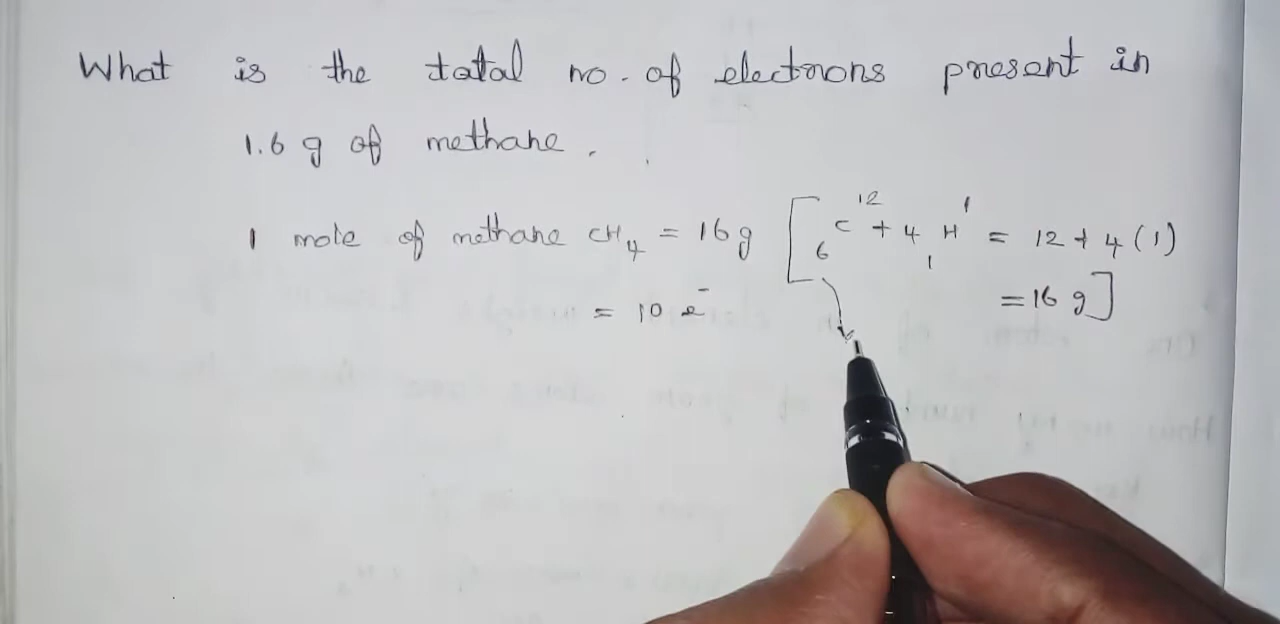 What is the total no. of electrons present in
1.6 g of methane.
1 mole of methane CH₄ = 16g [ ₆C¹² + 4 ₁H¹ = 12 + 4(1)
= 10 e⁻ = 16 g]